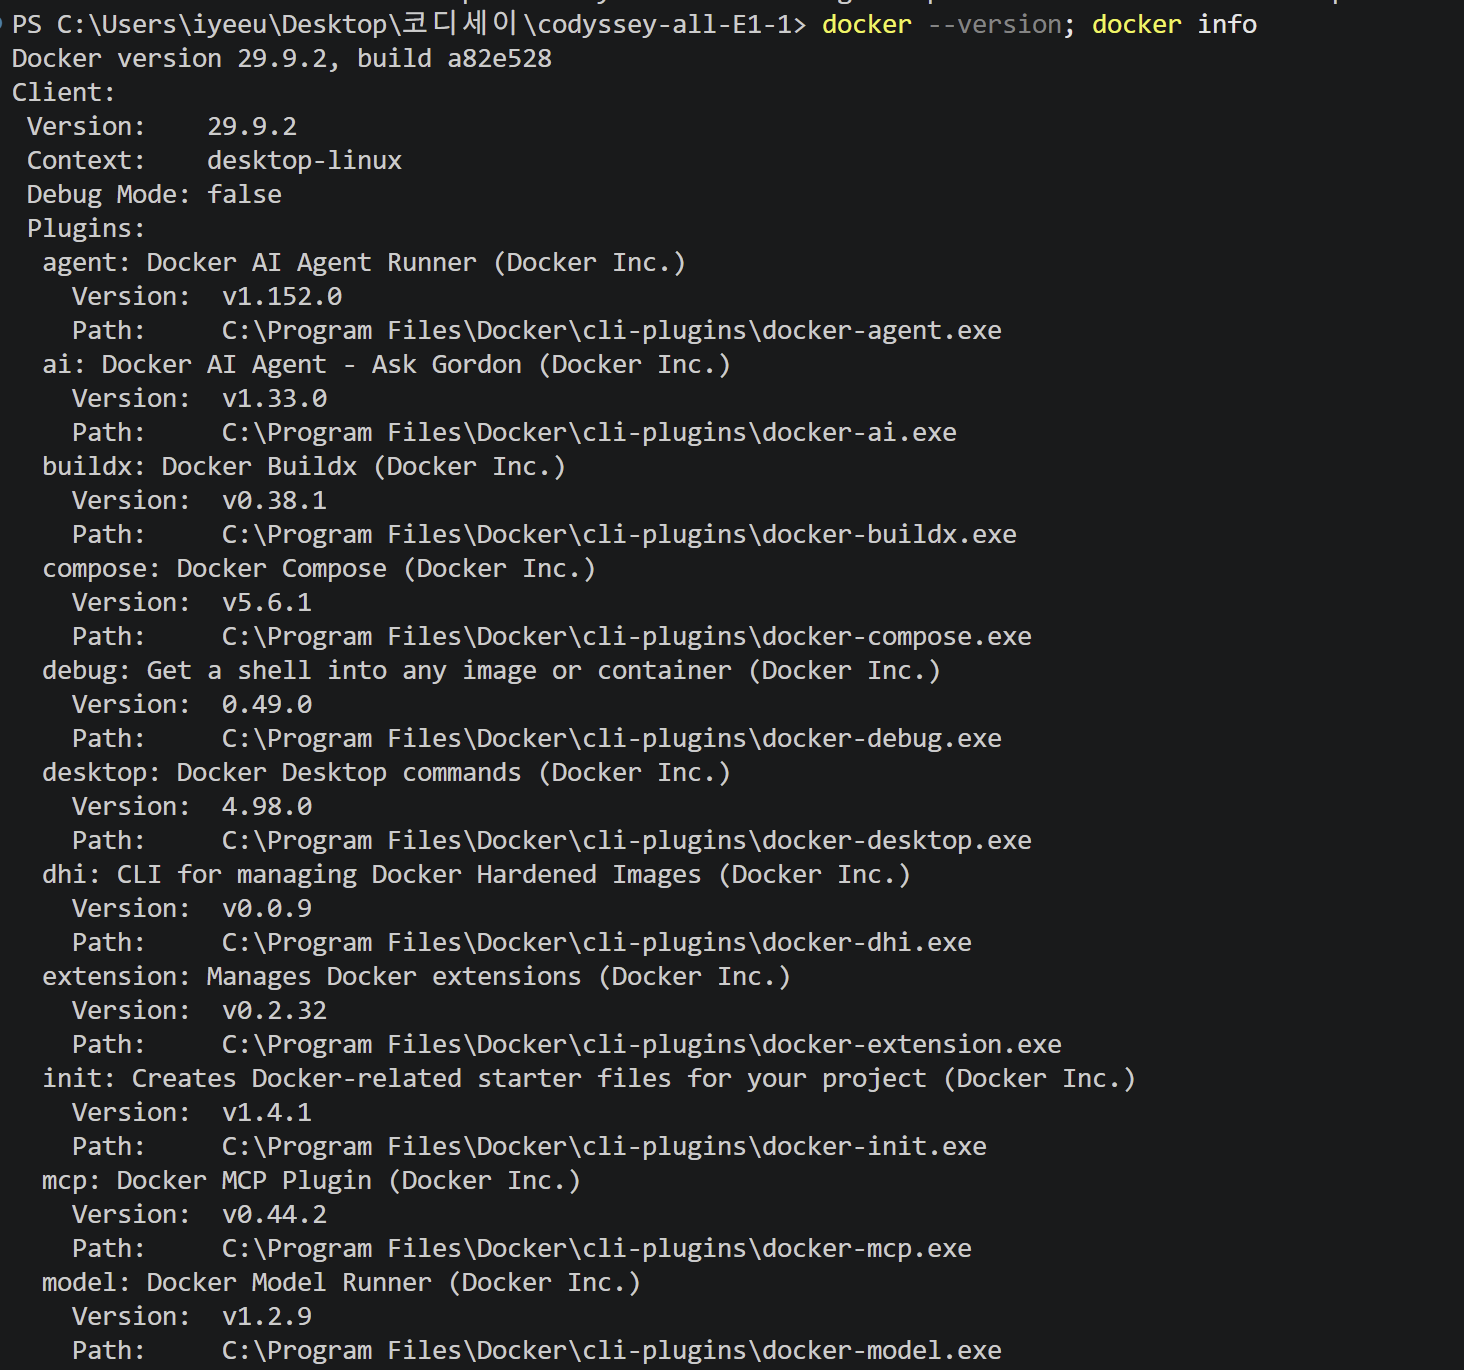 PS C:\Users\iyeeu\Desktop\코디세이\codyssey-all-E1-1> docker --version; docker info
Docker version 29.9.2, build a82e528
Client:
 Version:    29.9.2
 Context:    desktop-linux
 Debug Mode: false
 Plugins:
  agent: Docker AI Agent Runner (Docker Inc.)
    Version:  v1.152.0
    Path:     C:\Program Files\Docker\cli-plugins\docker-agent.exe
  ai: Docker AI Agent - Ask Gordon (Docker Inc.)
    Version:  v1.33.0
    Path:     C:\Program Files\Docker\cli-plugins\docker-ai.exe
  buildx: Docker Buildx (Docker Inc.)
    Version:  v0.38.1
    Path:     C:\Program Files\Docker\cli-plugins\docker-buildx.exe
  compose: Docker Compose (Docker Inc.)
    Version:  v5.6.1
    Path:     C:\Program Files\Docker\cli-plugins\docker-compose.exe
  debug: Get a shell into any image or container (Docker Inc.)
    Version:  0.49.0
    Path:     C:\Program Files\Docker\cli-plugins\docker-debug.exe
  desktop: Docker Desktop commands (Docker Inc.)
    Version:  4.98.0
    Path:     C:\Program Files\Docker\cli-plugins\docker-desktop.exe
  dhi: CLI for managing Docker Hardened Images (Docker Inc.)
    Version:  v0.0.9
    Path:     C:\Program Files\Docker\cli-plugins\docker-dhi.exe
  extension: Manages Docker extensions (Docker Inc.)
    Version:  v0.2.32
    Path:     C:\Program Files\Docker\cli-plugins\docker-extension.exe
  init: Creates Docker-related starter files for your project (Docker Inc.)
    Version:  v1.4.1
    Path:     C:\Program Files\Docker\cli-plugins\docker-init.exe
  mcp: Docker MCP Plugin (Docker Inc.)
    Version:  v0.44.2
    Path:     C:\Program Files\Docker\cli-plugins\docker-mcp.exe
  model: Docker Model Runner (Docker Inc.)
    Version:  v1.2.9
    Path:     C:\Program Files\Docker\cli-plugins\docker-model.exe